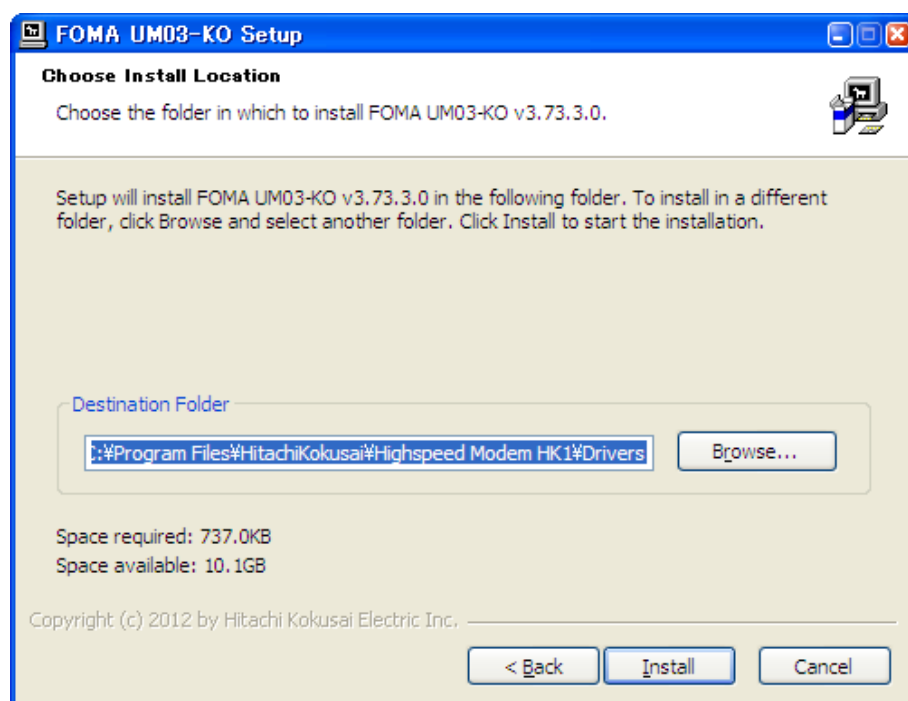 FOMA UM03-KO Setup
Choose Install Location
Choose the folder in which to install FOMA UM03-KO v3.73.3.0.
Setup will install FOMA UM03-KO v3.73.3.0 in the following folder. To install in a different
folder, click Browse and select another folder. Click Install to start the installation.
Destination Folder
:¥Program Files¥HitachiKokusai¥Highspeed Modem HK1¥Drivers
Browse...
Space required: 737.0KB
Space available: 10.1GB
Copyright (c) 2012 by Hitachi Kokusai Electric Inc.
< Back
Install
Cancel